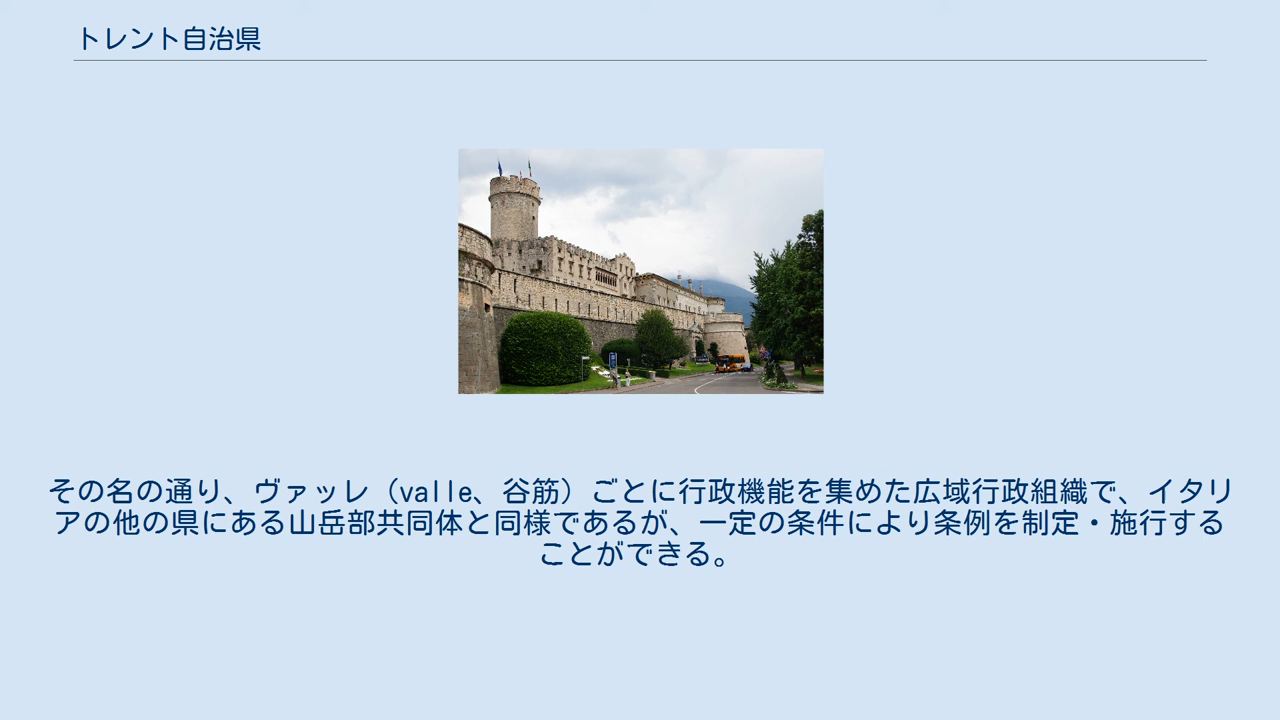 トレント自治県
その名の通り、ヴァッレ（valle、谷筋）ごとに行政機能を集めた広域行政組織で、イタリ
アの他の県にある山岳部共同体と同様であるが、一定の条件により条例を制定・施行する
ことができる。